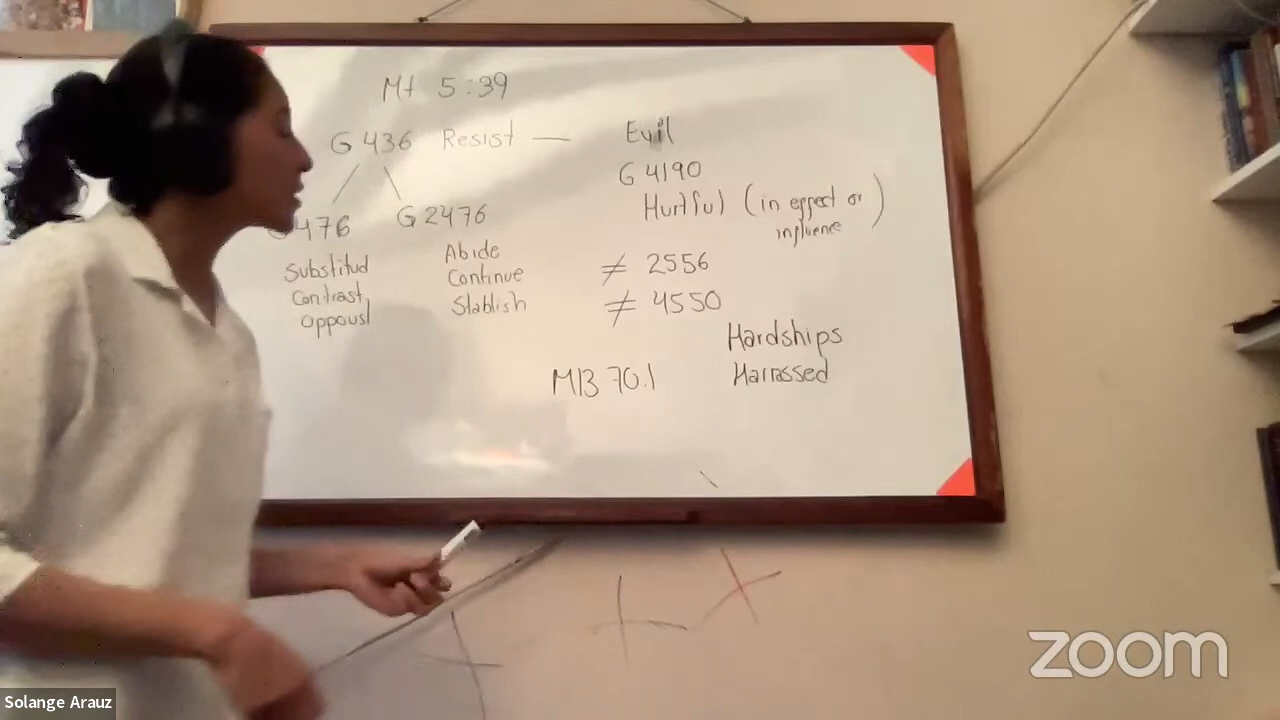 Mt 5:39
G 436 Resist — Evil
G 4190
Hurtful (in effect or influence)
476 G 2476
Substitud
Contrast,
oppousl
Abide
Continue
Stablish
≠ 2556
≠ 4550
Hardships
Harrassed
MB 70.1
zoom
Solange Arauz